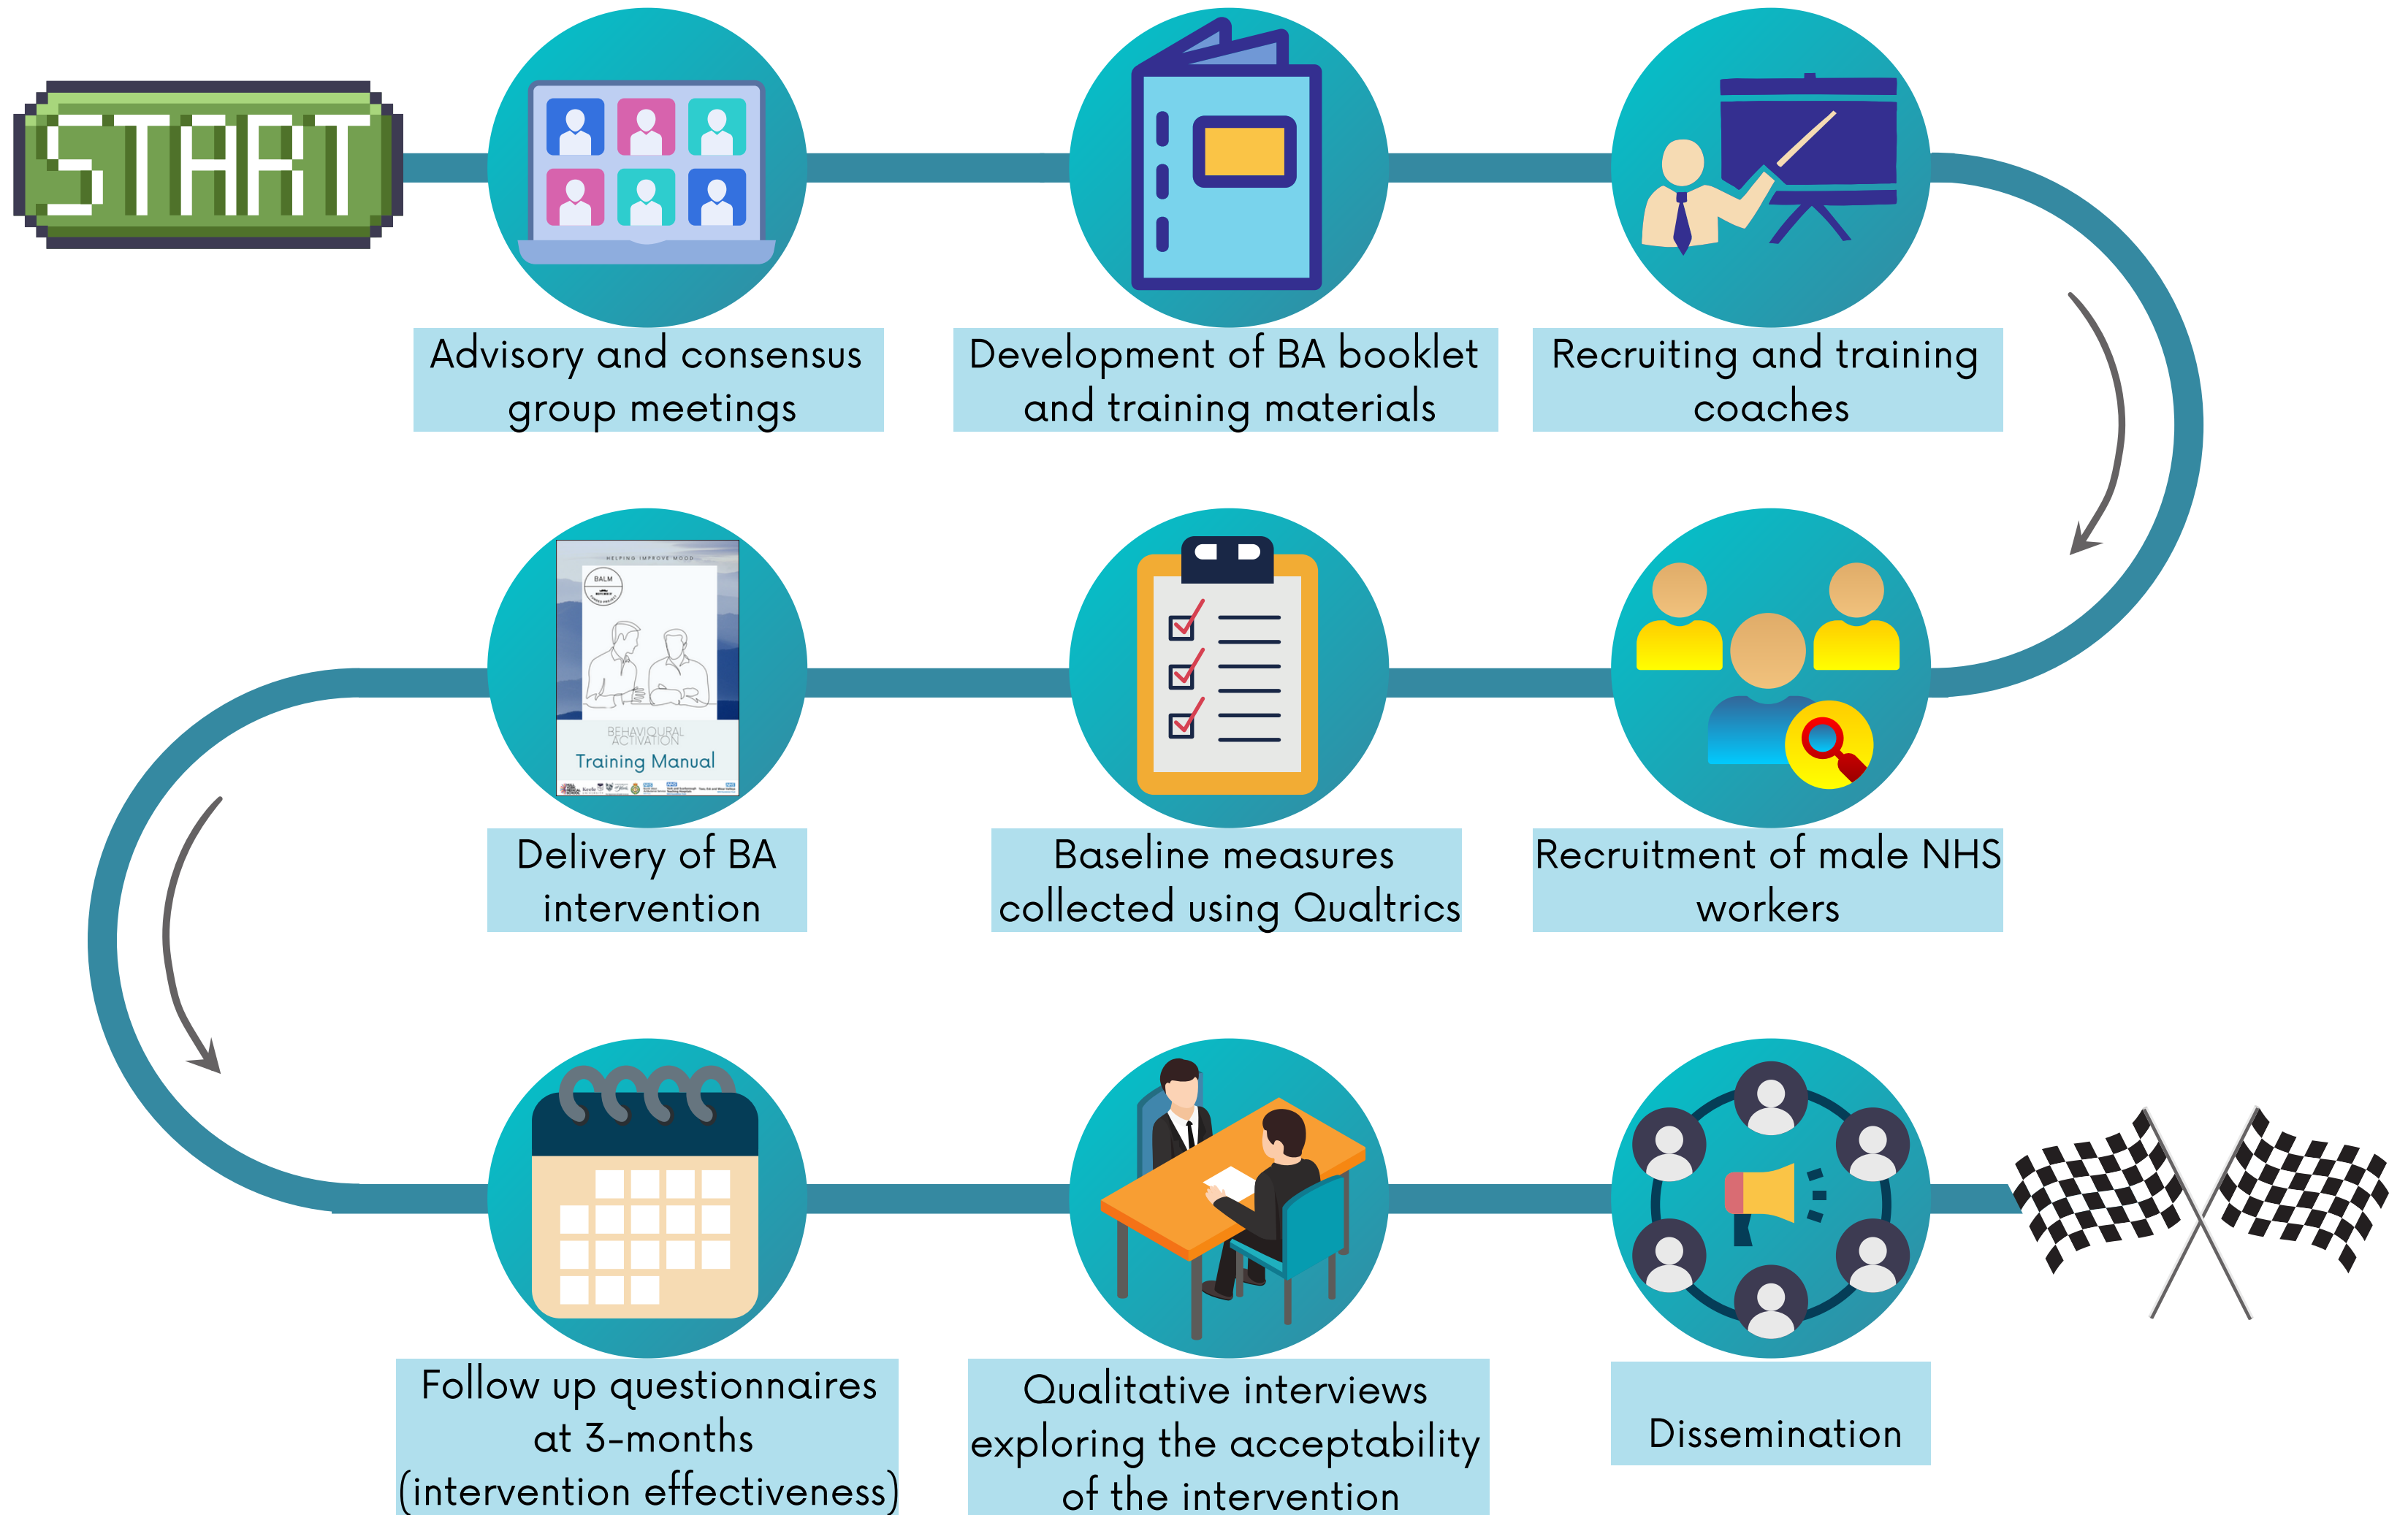 START
Advisory and consensus
group meetings
Development of BA booklet
and training materials
Recruiting and training
coaches
HELPING IMPROVE MOOD
BALM
BEHAVIOURAL
ACTIVATION
Training Manual
Delivery of BA
intervention
Baseline measures
collected using Qualtrics
Recruitment of male NHS
workers
Follow up questionnaires
at 3-months
(intervention effectiveness)
Qualitative interviews
exploring the acceptability
of the intervention
Dissemination